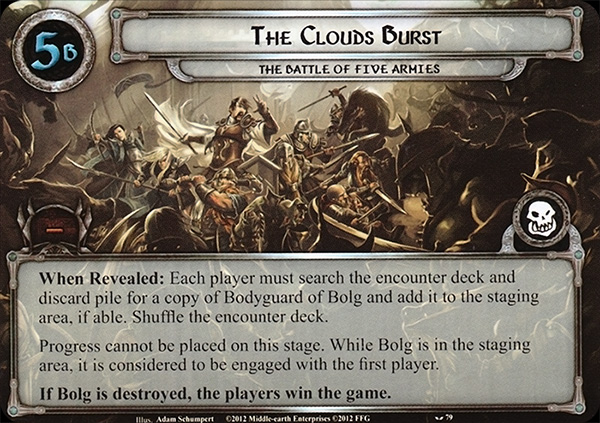 5B
THE CLOUDS BURST
THE BATTLE OF FIVE ARMIES
–
When Revealed: Each player must search the encounter deck and
discard pile for a copy of Bodyguard of Bolg and add it to the staging
area, if able. Shuffle the encounter deck.
Progress cannot be placed on this stage. While Bolg is in the staging
area, it is considered to be engaged with the first player.
If Bolg is destroyed, the players win the game.
Illus. Adam Schumpert ©2012 Middle-earth Enterprises ©2012 FFG 79